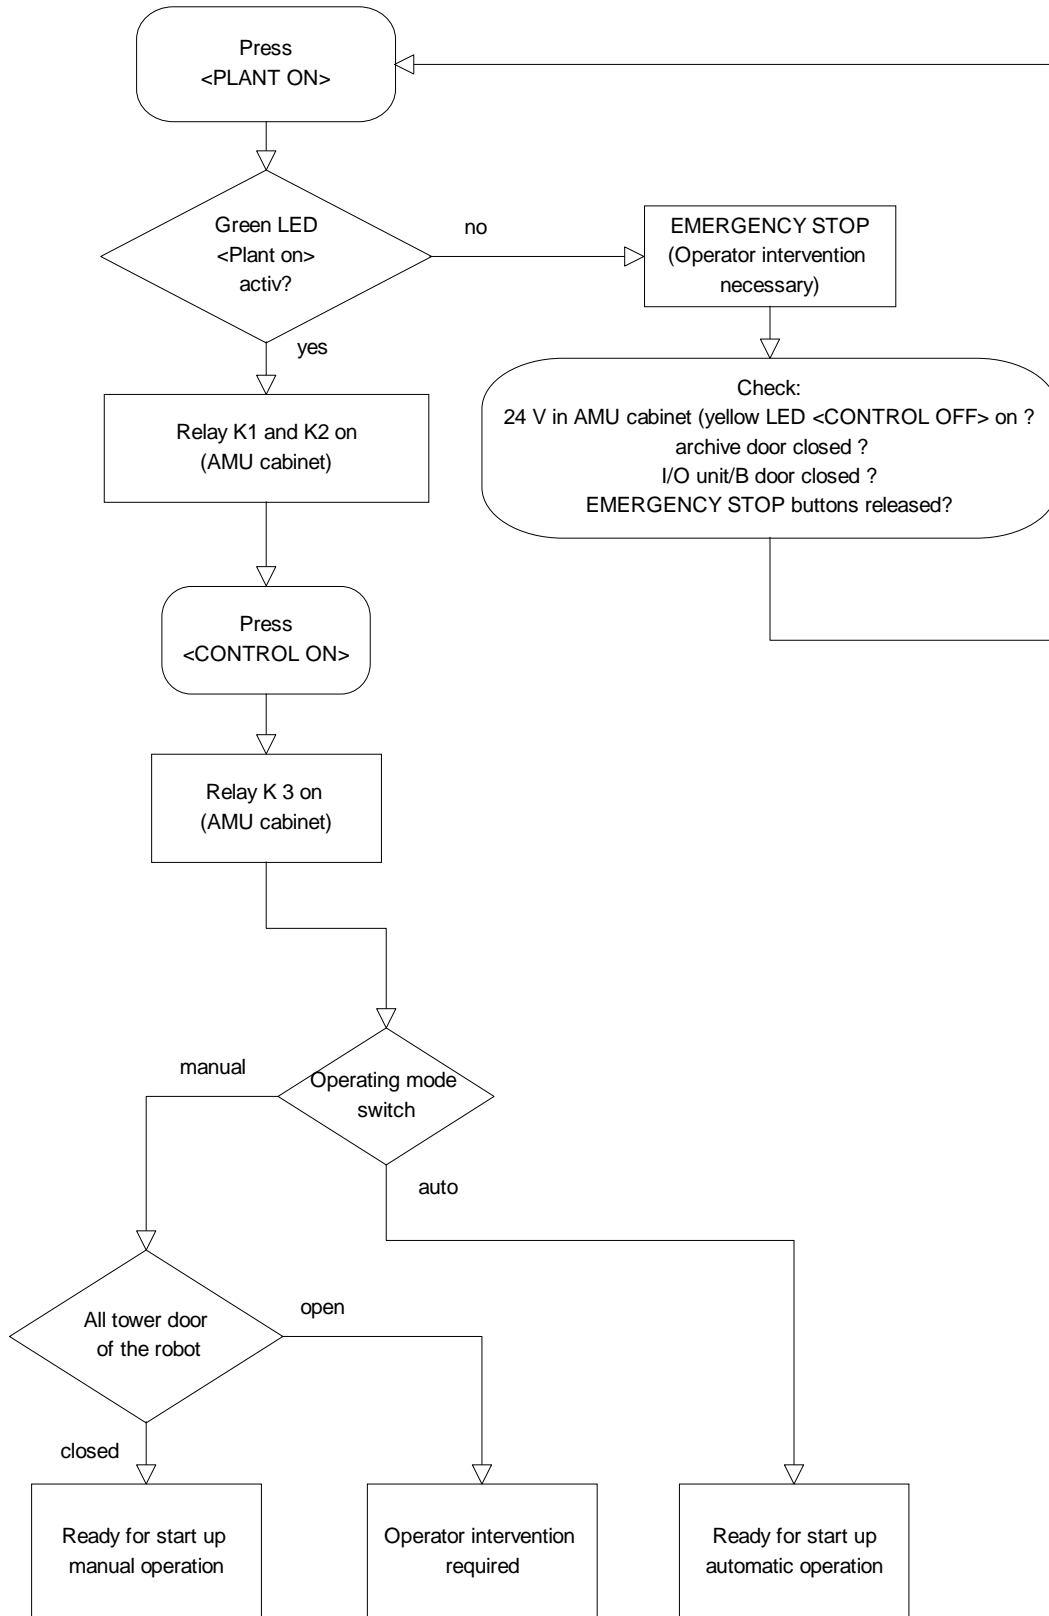 Press
<PLANT ON>
Green LED
<Plant on>
activ?
no
EMERGENCY STOP
(Operator intervention
necessary)
yes
Check:
24 V in AMU cabinet (yellow LED <CONTROL OFF> on ?
archive door closed ?
I/O unit/B door closed ?
EMERGENCY STOP buttons released?
Relay K1 and K2 on
(AMU cabinet)
Press
<CONTROL ON>
Relay K 3 on
(AMU cabinet)
manual
Operating mode
switch
auto
All tower door
of the robot
open
closed
Ready for start up
manual operation
Operator intervention
required
Ready for start up
automatic operation